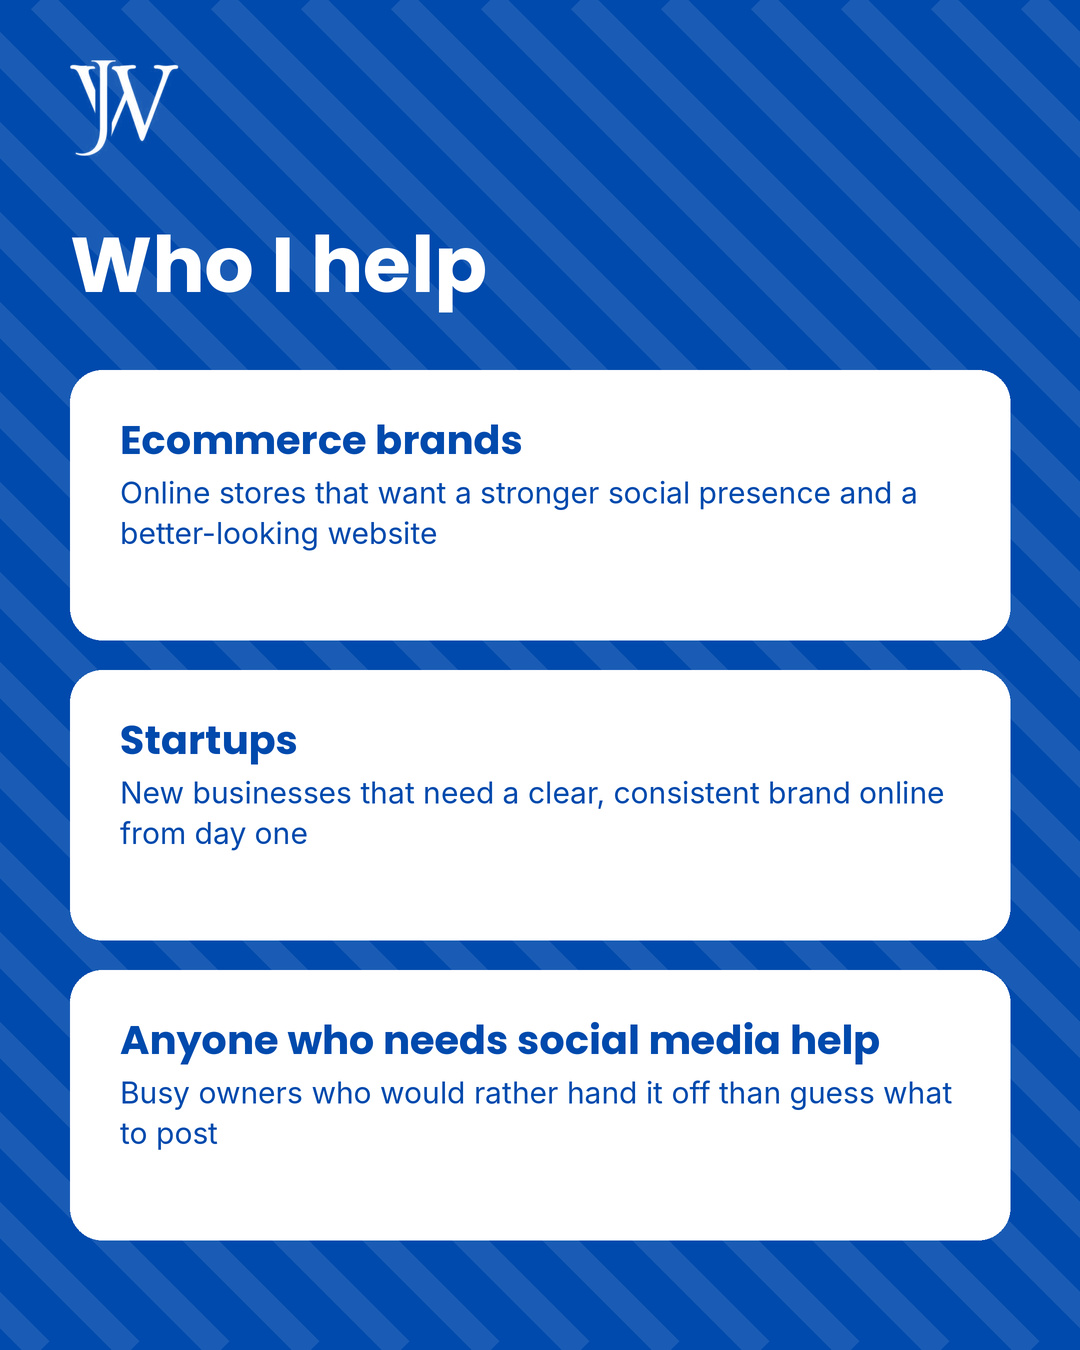 JW
Who I help
Ecommerce brands
Online stores that want a stronger social presence and a
better-looking website
Startups
New businesses that need a clear, consistent brand online
from day one
Anyone who needs social media help
Busy owners who would rather hand it off than guess what
to post